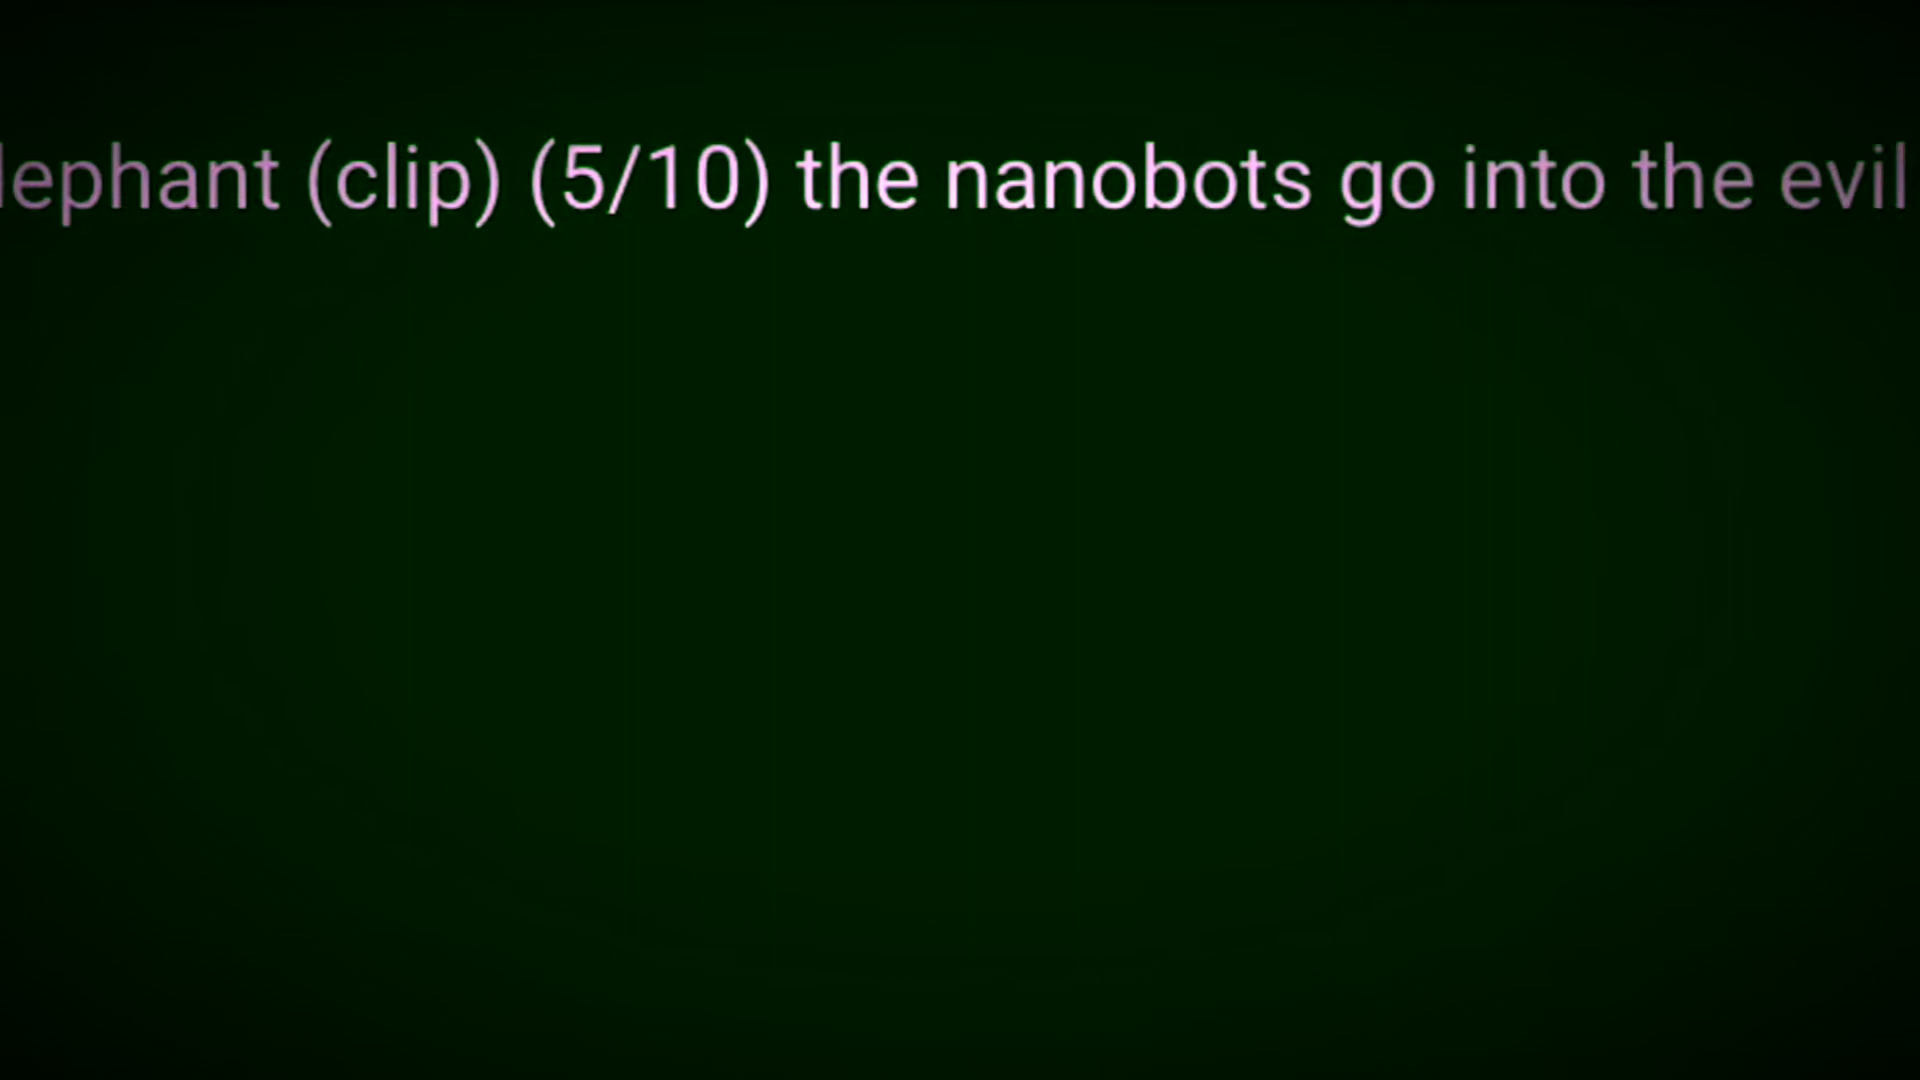 lephant (clip) (5/10) the nanobots go into the evil